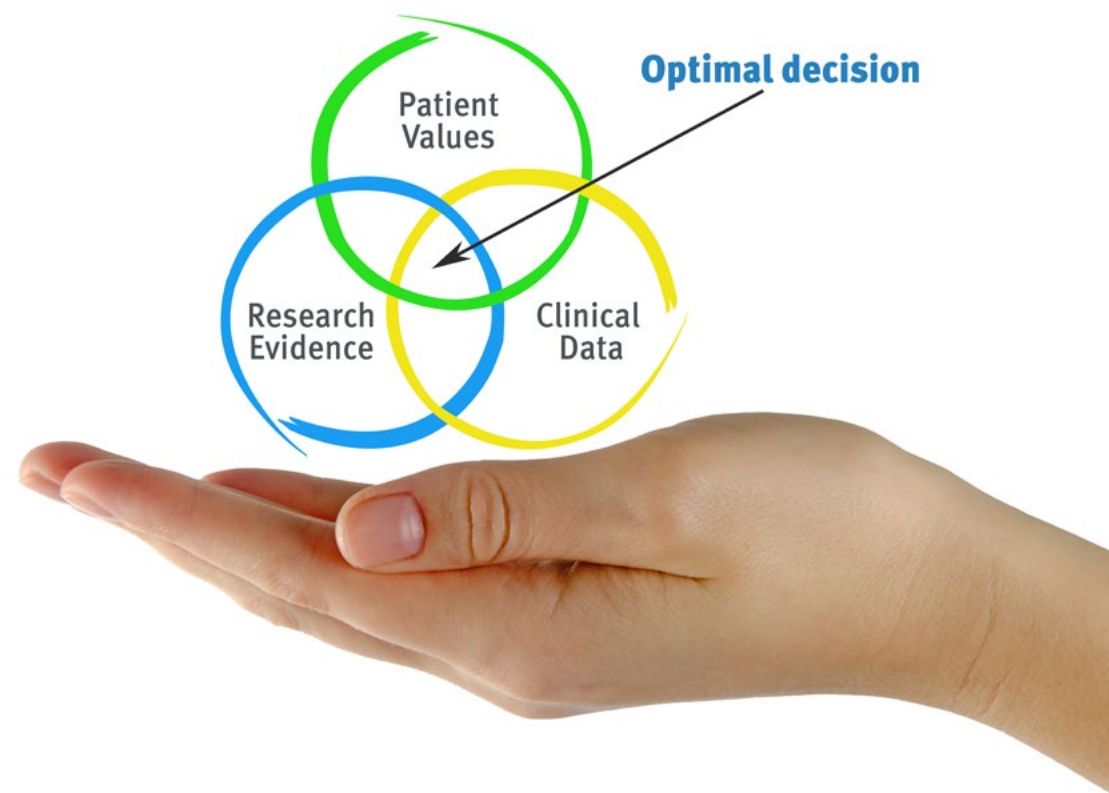 Optimal decision
Patient
Values
Research
Evidence
Clinical
Data